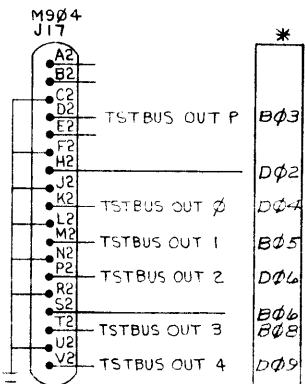 M9Ø4
J17
*
A2
B2
C2
D2 TSTBUS OUT P BØ3
E2
F2
H2 DØ2
J2
K2 TSTBUS OUT Ø DØ4
L2
M2 TSTBUS OUT 1 BØ5
N2
P2 TSTBUS OUT 2 DØ6
R2
S2 BØ6
T2 TSTBUS OUT 3 BØ8
U2
V2 TSTBUS OUT 4 DØ9